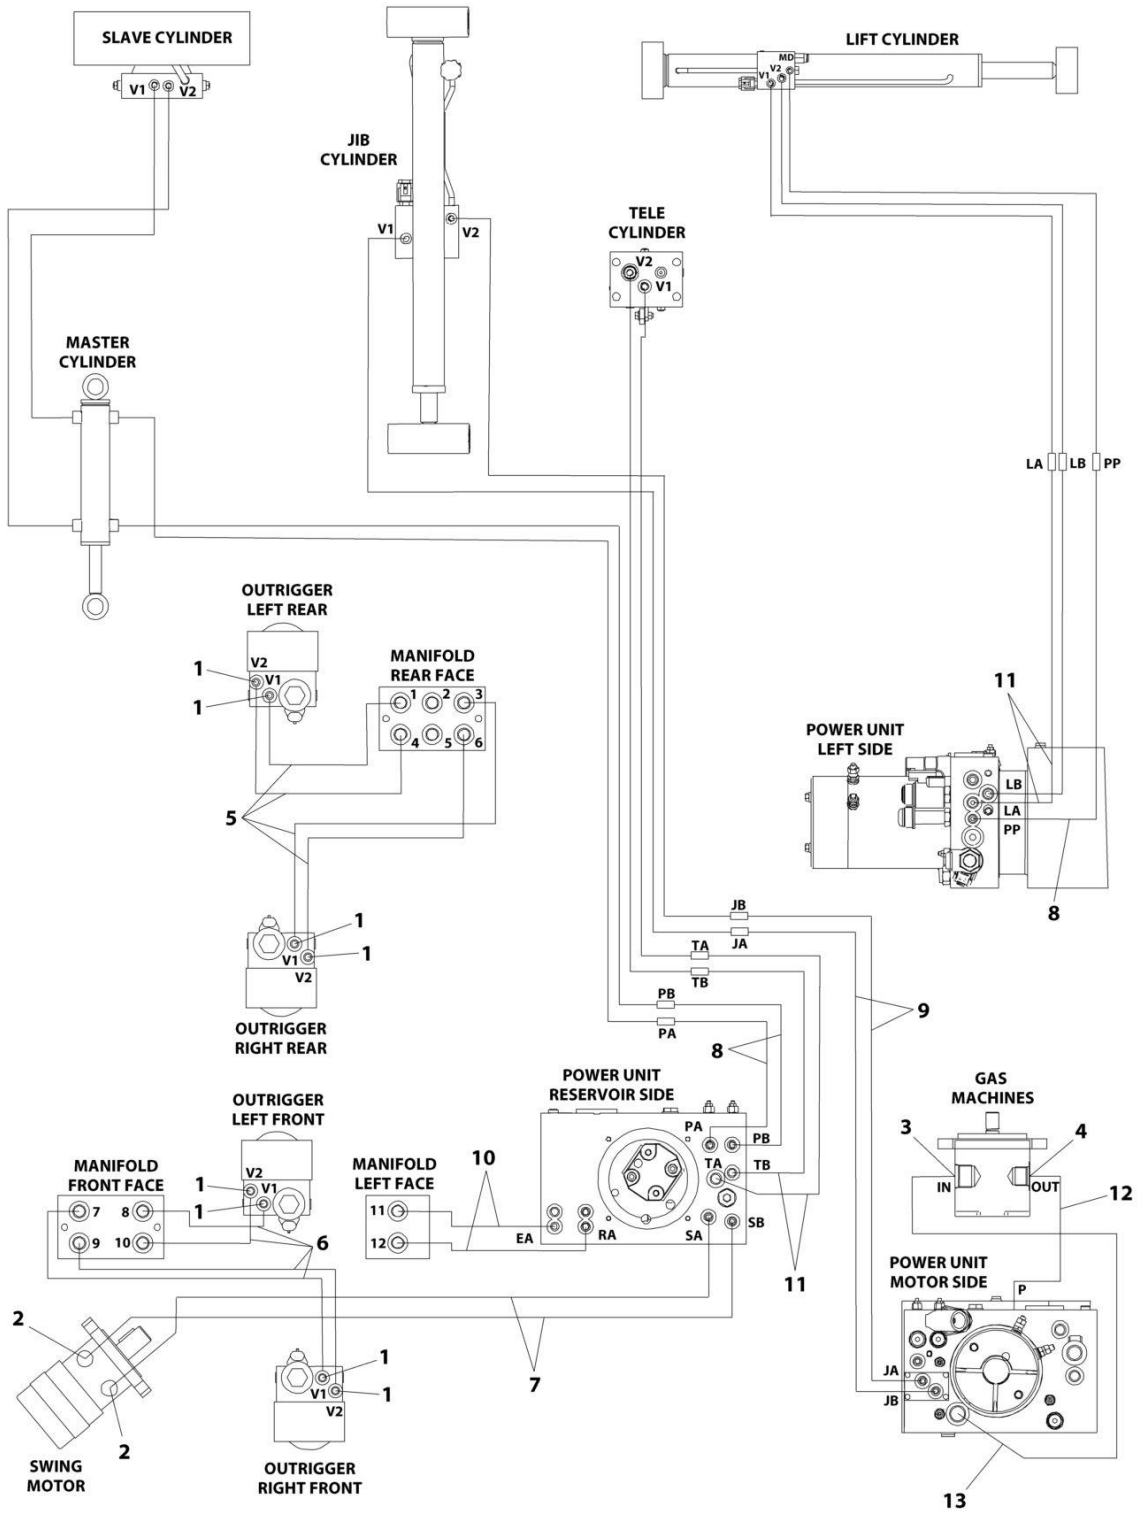 SLAVE CYLINDER
V1
V2
JIB
CYLINDER
V1
V2
LIFT CYLINDER
MD
V2
V1
TELE
CYLINDER
V2
V1
MASTER
CYLINDER
LA
LB
PP
OUTRIGGER
LEFT REAR
V2
V1
1
1
MANIFOLD
REAR FACE
1
2
3
4
5
6
5
11
POWER UNIT
LEFT SIDE
LB
LA
PP
8
1
1
V1
V2
OUTRIGGER
RIGHT REAR
JB
JA
TA
TB
PB
PA
9
8
POWER UNIT
RESERVOIR SIDE
PA
PB
TA
TB
EA
RA
SA
SB
GAS
MACHINES
3
4
IN
OUT
12
OUTRIGGER
LEFT FRONT
V2
V1
1
1
MANIFOLD
FRONT FACE
7
8
9
10
MANIFOLD
LEFT FACE
11
12
10
6
11
POWER UNIT
MOTOR SIDE
P
JA
JB
13
2
2
7
SWING
MOTOR
1
1
V1
V2
OUTRIGGER
RIGHT FRONT